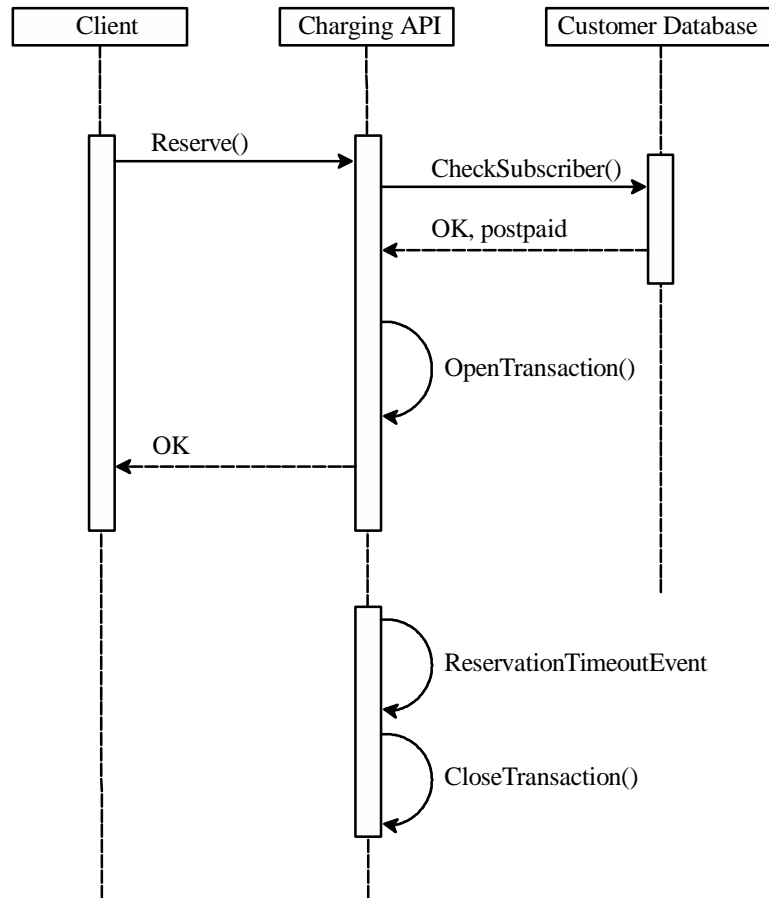 Client
Charging API
Customer Database
Reserve()
CheckSubscriber()
OK, postpaid
OpenTransaction()
OK
ReservationTimeoutEvent
CloseTransaction()